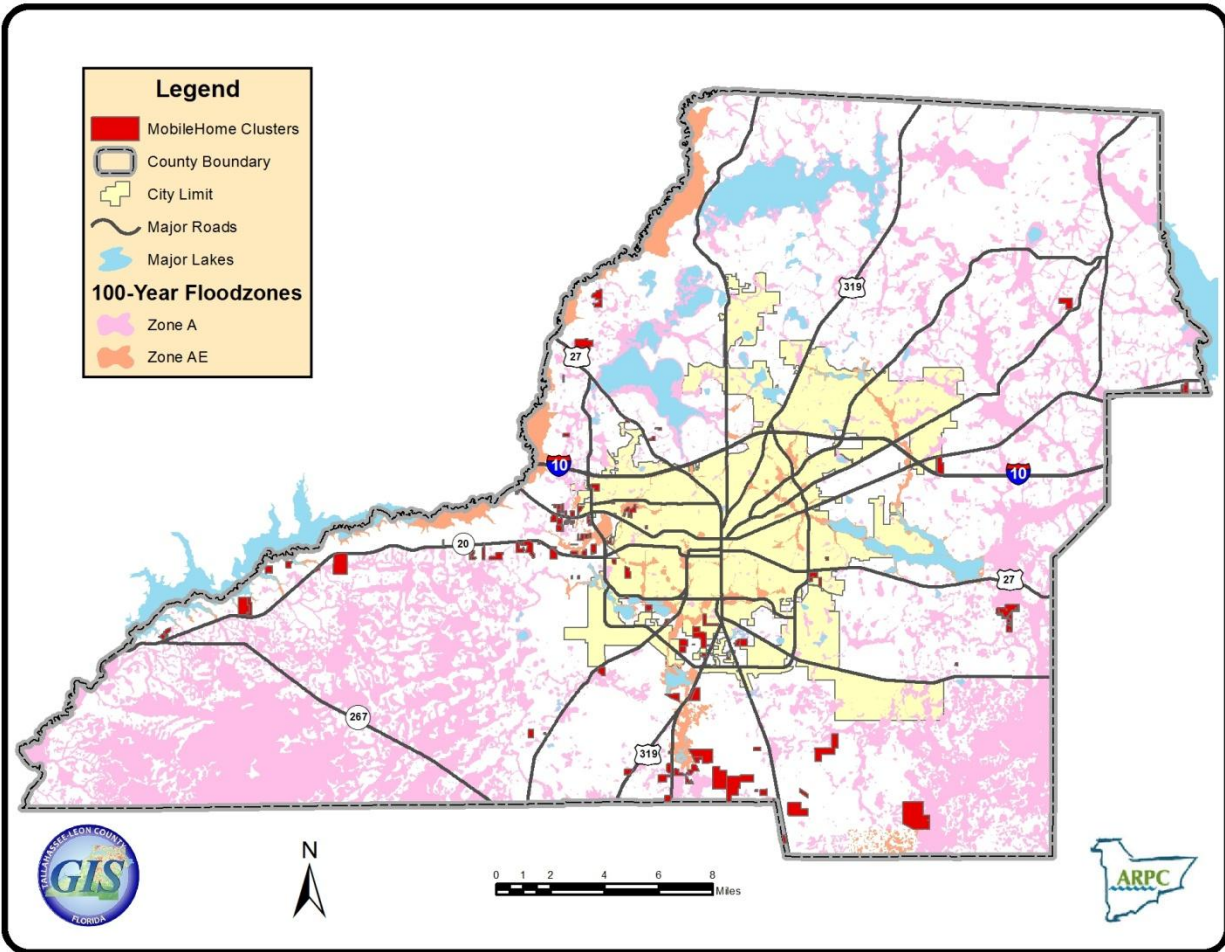 Legend
MobileHome Clusters
County Boundary
City Limit
Major Roads
Major Lakes
100-Year Floodzones
Zone A
Zone AE
319
27
10
10
20
27
267
319
TALLAHASSEE-LEON COUNTY
GIS
FLORIDA
N
0 1 2 4 6 8
Miles
ARPC